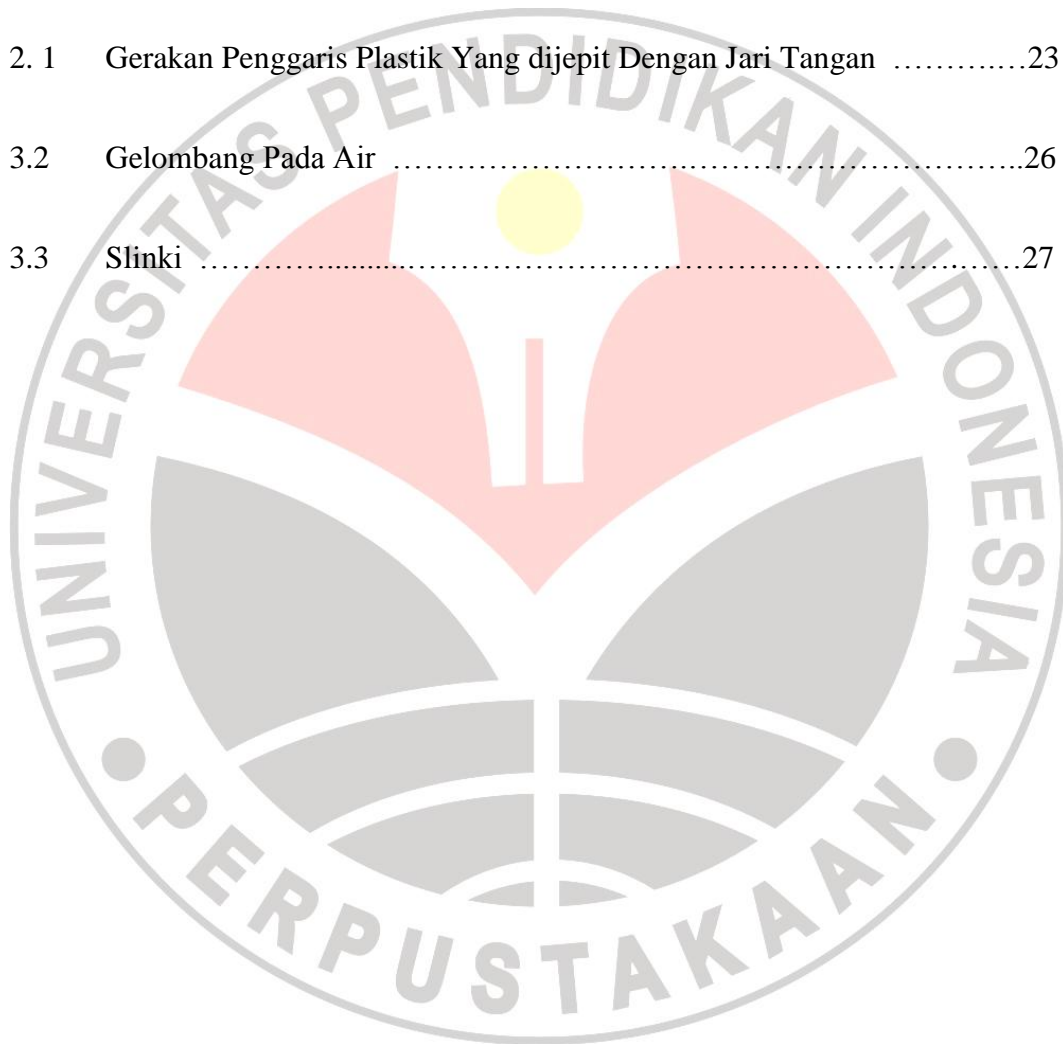 2. 1 Gerakan Penggaris Plastik Yang dijepit Dengan Jari Tangan ……….…23
3.2 Gelombang Pada Air ……………………………….……………………………..26
3.3 Slinki …………...........……………………………….……………………………….……27
UNIVERSITAS PENDIDIKAN INDONESIA
PERPUSTAKAAN